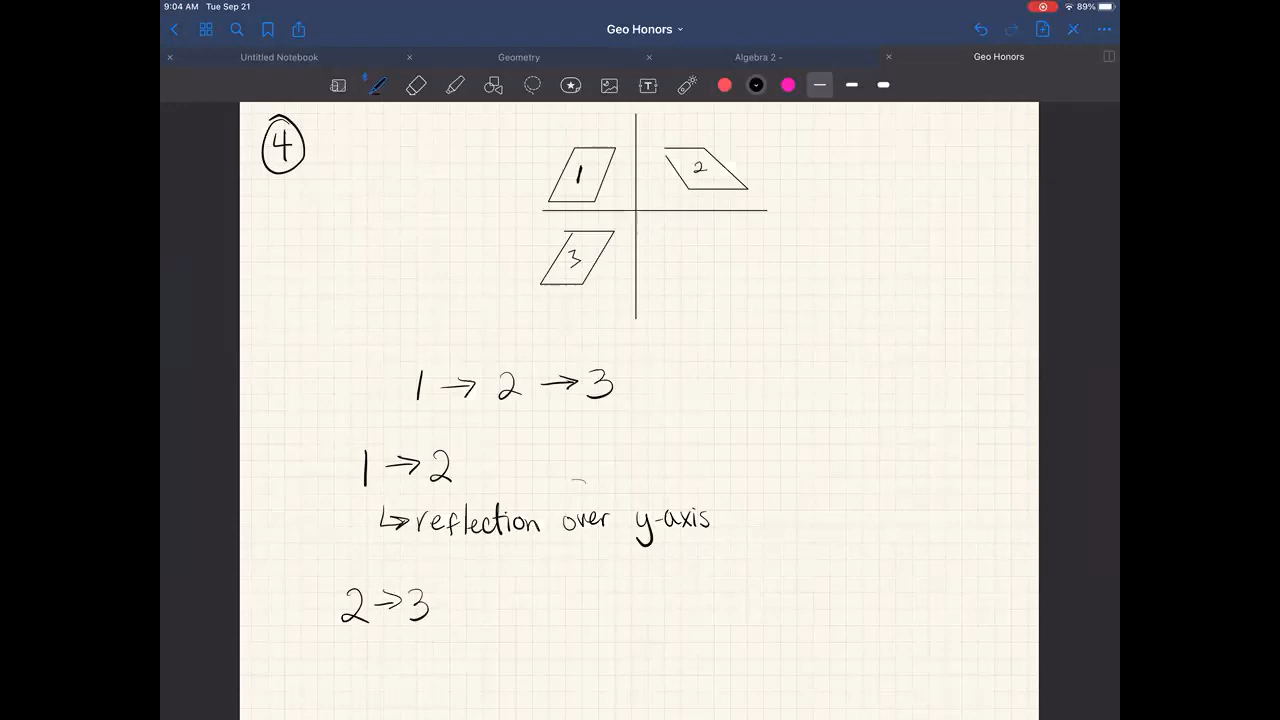 9:04 AM Tue Sep 21
89%
Geo Honors
Untitled Notebook
Geometry
Algebra 2 -
Geo Honors
4
1
2
3
1 → 2 → 3
1 → 2
↳ reflection over y-axis
2 → 3